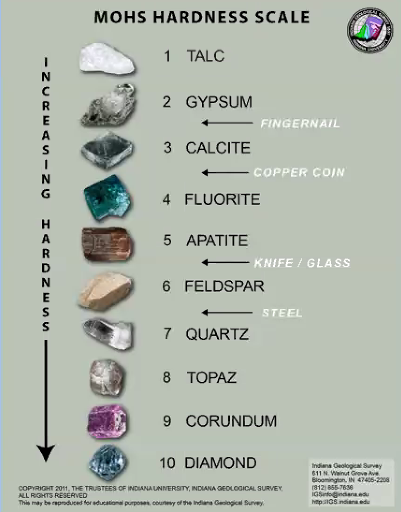 MOHS HARDNESS SCALE
INCREASING HARDNESS
1 TALC
2 GYPSUM
FINGERNAIL
3 CALCITE
COPPER COIN
4 FLUORITE
5 APATITE
KNIFE / GLASS
6 FELDSPAR
STEEL
7 QUARTZ
8 TOPAZ
9 CORUNDUM
10 DIAMOND
Indiana Geological Survey
611 N. Walnut Grove Ave.
Bloomington, IN 47405-2208
(812) 855-7636
IGSinfo@indiana.edu
http://IGS.indiana.edu
COPYRIGHT 2011, THE TRUSTEES OF INDIANA UNIVERSITY, INDIANA GEOLOGICAL SURVEY,
ALL RIGHTS RESERVED
This may be reproduced for educational purposes, courtesy of the Indiana Geological Survey.